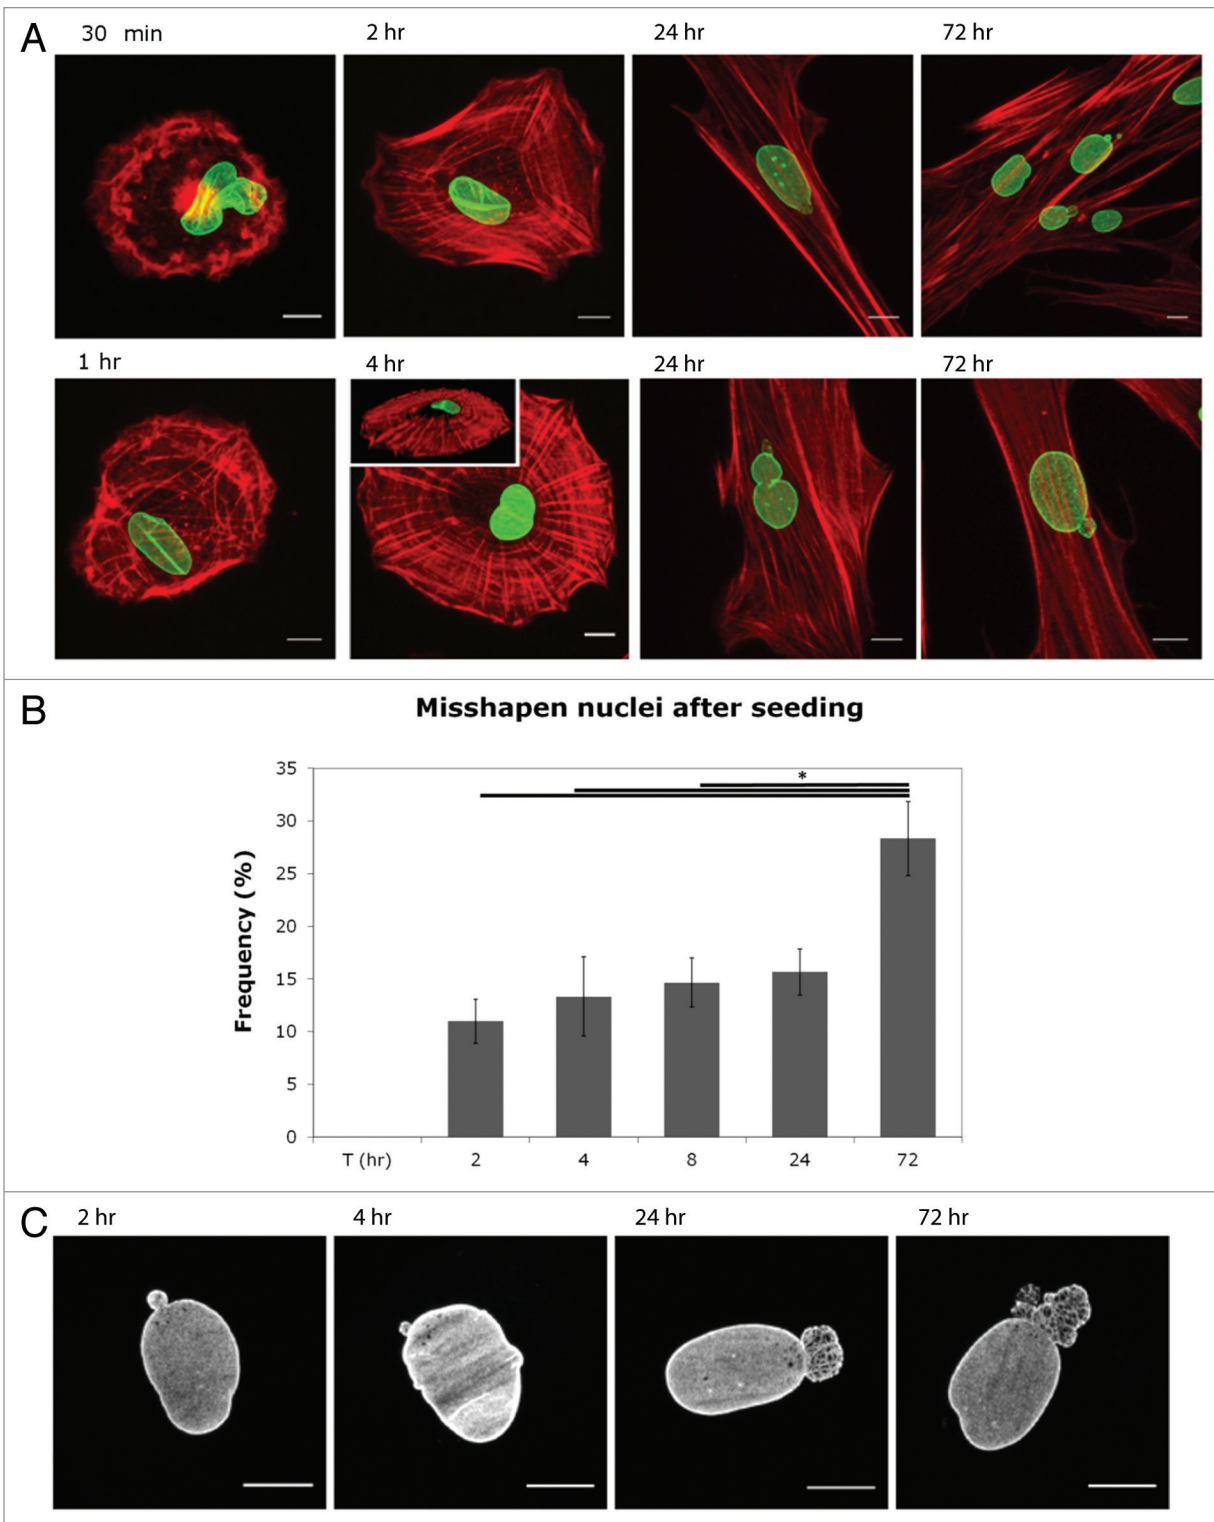 A
30 min
2 hr
24 hr
72 hr
1 hr
4 hr
24 hr
72 hr
B
Misshapen nuclei after seeding
Frequency (%)
35
30
25
20
15
10
5
0
*
T (hr)
2
4
8
24
72
C
2 hr
4 hr
24 hr
72 hr